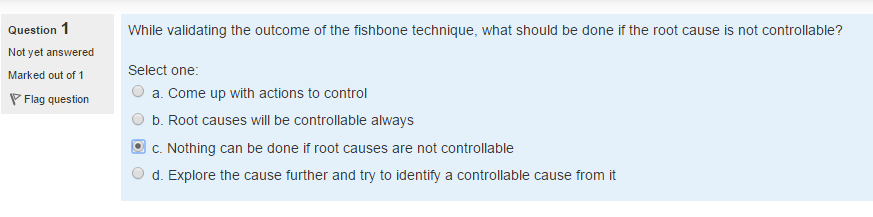 Question 1
Not yet answered
Marked out of 1
Flag question
While validating the outcome of the fishbone technique, what should be done if the root cause is not controllable?
Select one:
a. Come up with actions to control
b. Root causes will be controllable always
c. Nothing can be done if root causes are not controllable
d. Explore the cause further and try to identify a controllable cause from it